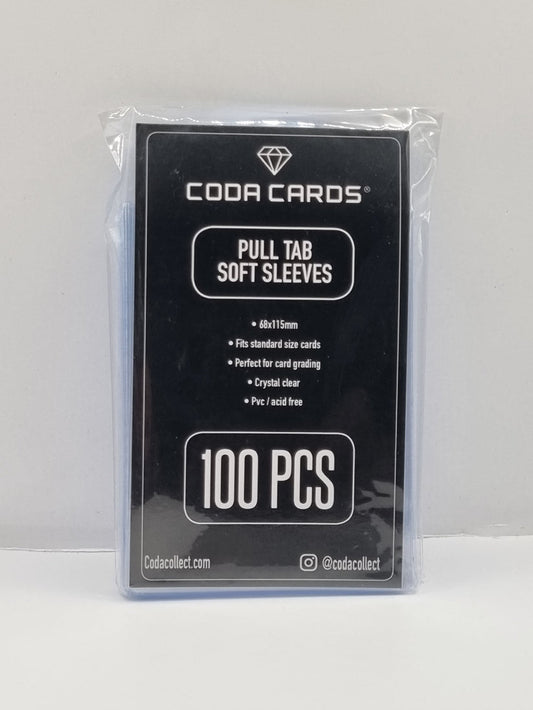 CODA CARDS®
PULL TAB
SOFT SLEEVES
• 68x115mm
• Fits standard size cards
• Perfect for card grading
• Crystal clear
• Pvc / acid free
100 PCS
Codacollect.com
@codacollect